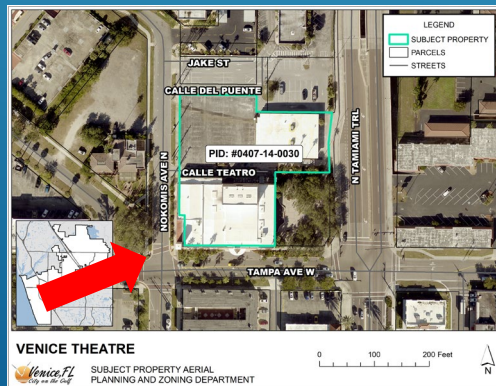 LEGEND
SUBJECT PROPERTY
PARCELS
STREETS
JAKE ST
CALLE DEL PUENTE
PID: #0407-14-0030
CALLE TEATRO
NOKOMIS AVE N
N TAMIAMI TRL
TAMPA AVE W
VENICE THEATRE
Venice, FL
City on the Gulf
SUBJECT PROPERTY AERIAL
PLANNING AND ZONING DEPARTMENT
0 100 200 Feet
N